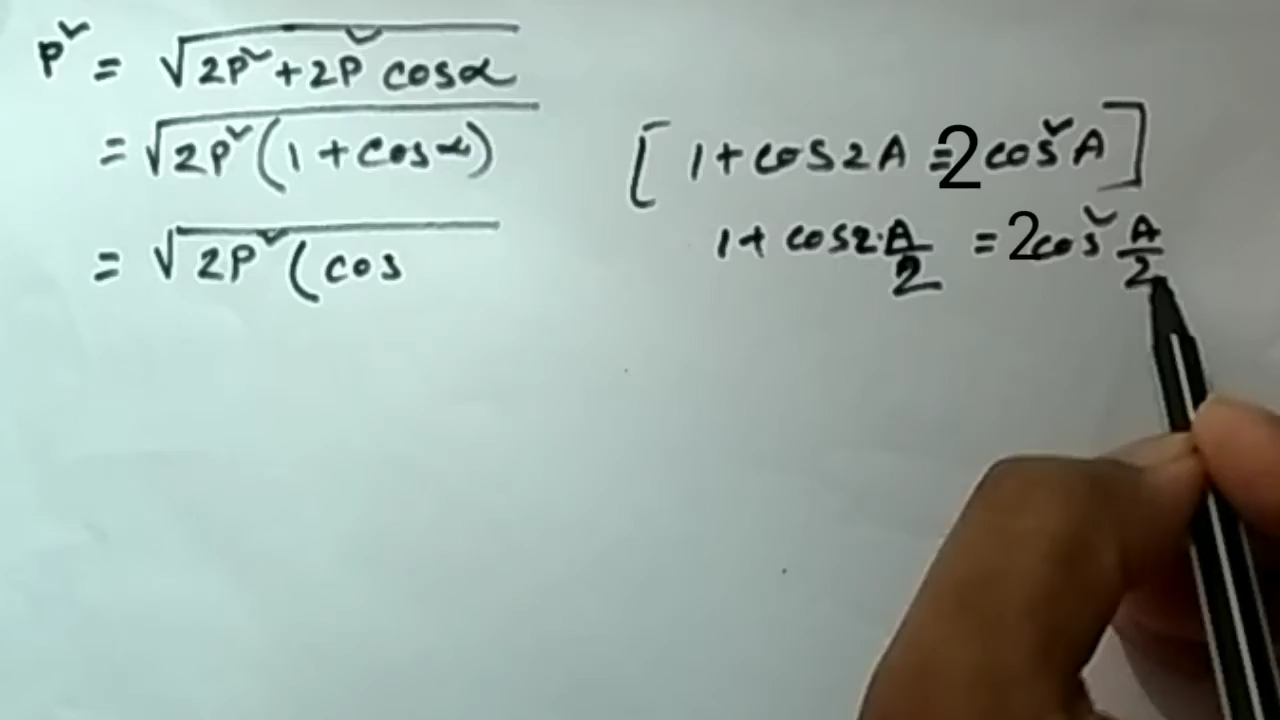 P² = √2P² + 2P² cosα
= √2P² (1 + cosα)
[1 + cos2A = 2cos²A]
1 + cos2·A/2 = 2cos² A/2
= √2P² (cos